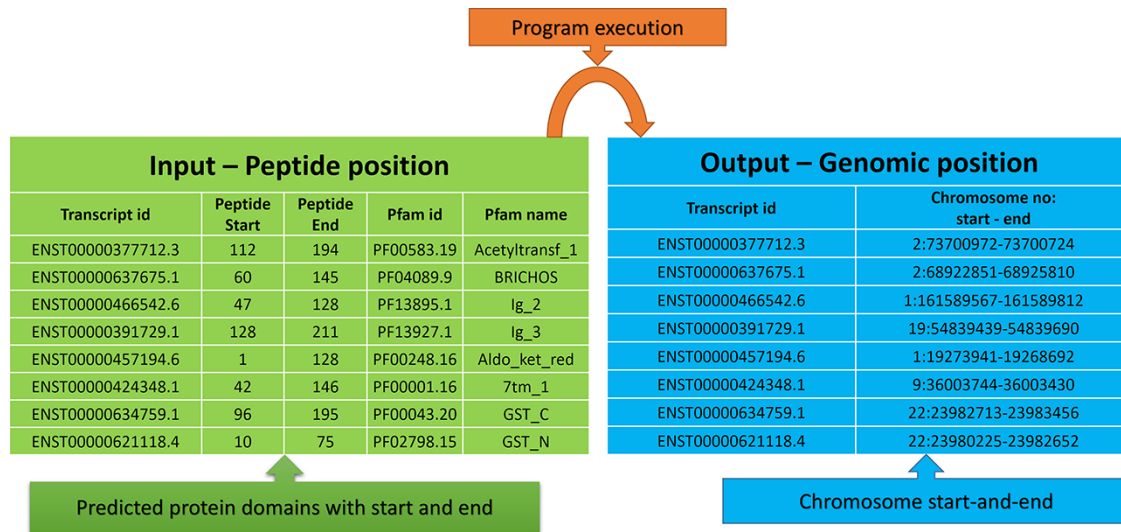 Program execution
Input – Peptide position
Transcript id Peptide Start Peptide End Pfam id Pfam name
ENST00000377712.3 112 194 PF00583.19 Acetyltransf_1
ENST00000637675.1 60 145 PF04089.9 BRICHOS
ENST00000466542.6 47 128 PF13895.1 Ig_2
ENST00000391729.1 128 211 PF13927.1 Ig_3
ENST00000457194.6 1 128 PF00248.16 Aldo_ket_red
ENST00000424348.1 42 146 PF00001.16 7tm_1
ENST00000634759.1 96 195 PF00043.20 GST_C
ENST00000621118.4 10 75 PF02798.15 GST_N
Predicted protein domains with start and end
Output – Genomic position
Transcript id Chromosome no: start - end
ENST00000377712.3 2:73700972-73700724
ENST00000637675.1 2:68922851-68925810
ENST00000466542.6 1:161589567-161589812
ENST00000391729.1 19:54839439-54839690
ENST00000457194.6 1:19273941-19268692
ENST00000424348.1 9:36003744-36003430
ENST00000634759.1 22:23982713-23983456
ENST00000621118.4 22:23980225-23982652
Chromosome start-and-end